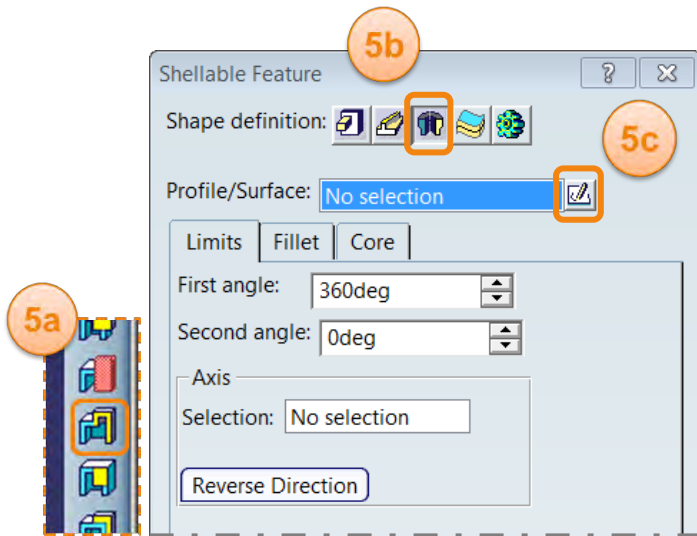 5b
Shellable Feature
Shape definition:
5c
Profile/Surface: No selection
Limits Fillet Core
First angle: 360deg
5a
Second angle: 0deg
Axis
Selection: No selection
Reverse Direction